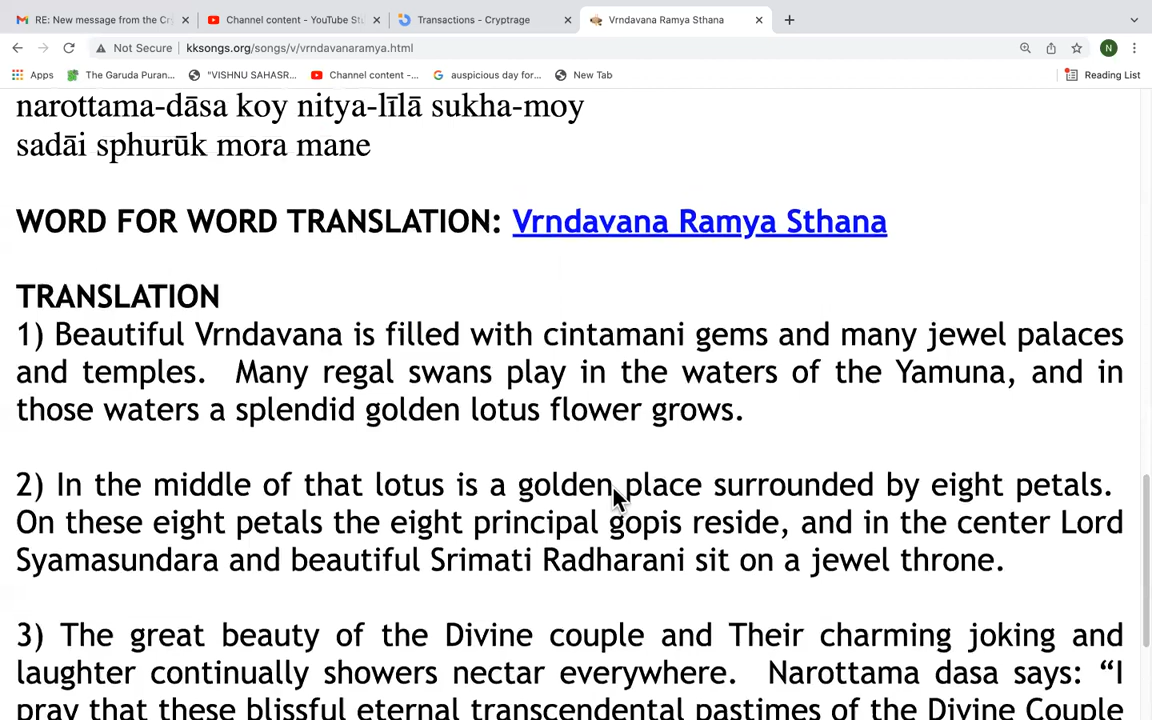 RE: New message from the Cr
Channel content - YouTube Stu
Transactions - Cryptrage
Vrndavana Ramya Sthana
Not Secure
kksongs.org/songs/v/vrndavanaramya.html
N
Apps
The Garuda Puran...
"VISHNU SAHASR...
Channel content -...
auspicious day for...
New Tab
Reading List
narottama-dāsa koy nitya-līlā sukha-moy
sadāi sphurūk mora mane
WORD FOR WORD TRANSLATION: Vrndavana Ramya Sthana
TRANSLATION
1) Beautiful Vrndavana is filled with cintamani gems and many jewel palaces
and temples. Many regal swans play in the waters of the Yamuna, and in
those waters a splendid golden lotus flower grows.
2) In the middle of that lotus is a golden place surrounded by eight petals.
On these eight petals the eight principal gopis reside, and in the center Lord
Syamasundara and beautiful Srimati Radharani sit on a jewel throne.
3) The great beauty of the Divine couple and Their charming joking and
laughter continually showers nectar everywhere. Narottama dasa says: “I
pray that these blissful eternal transcendental pastimes of the Divine Couple